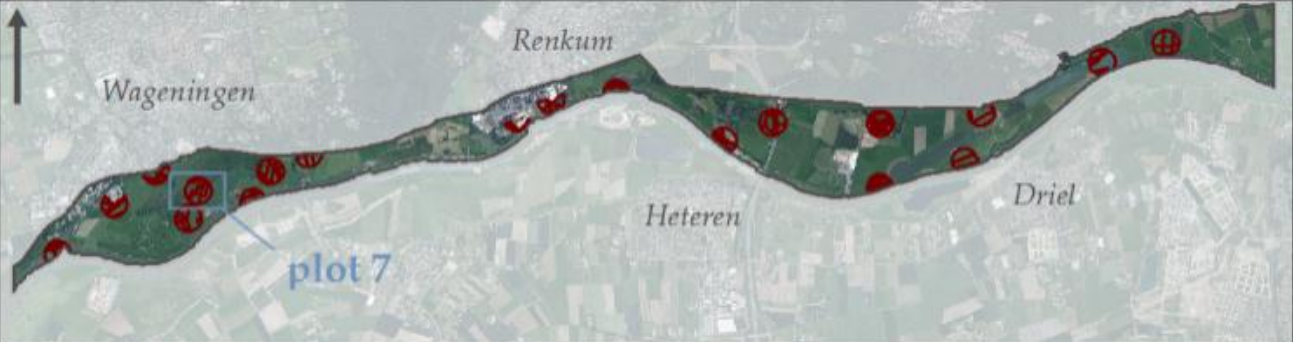 Renkum
Wageningen
Driel
Heteren
plot 7